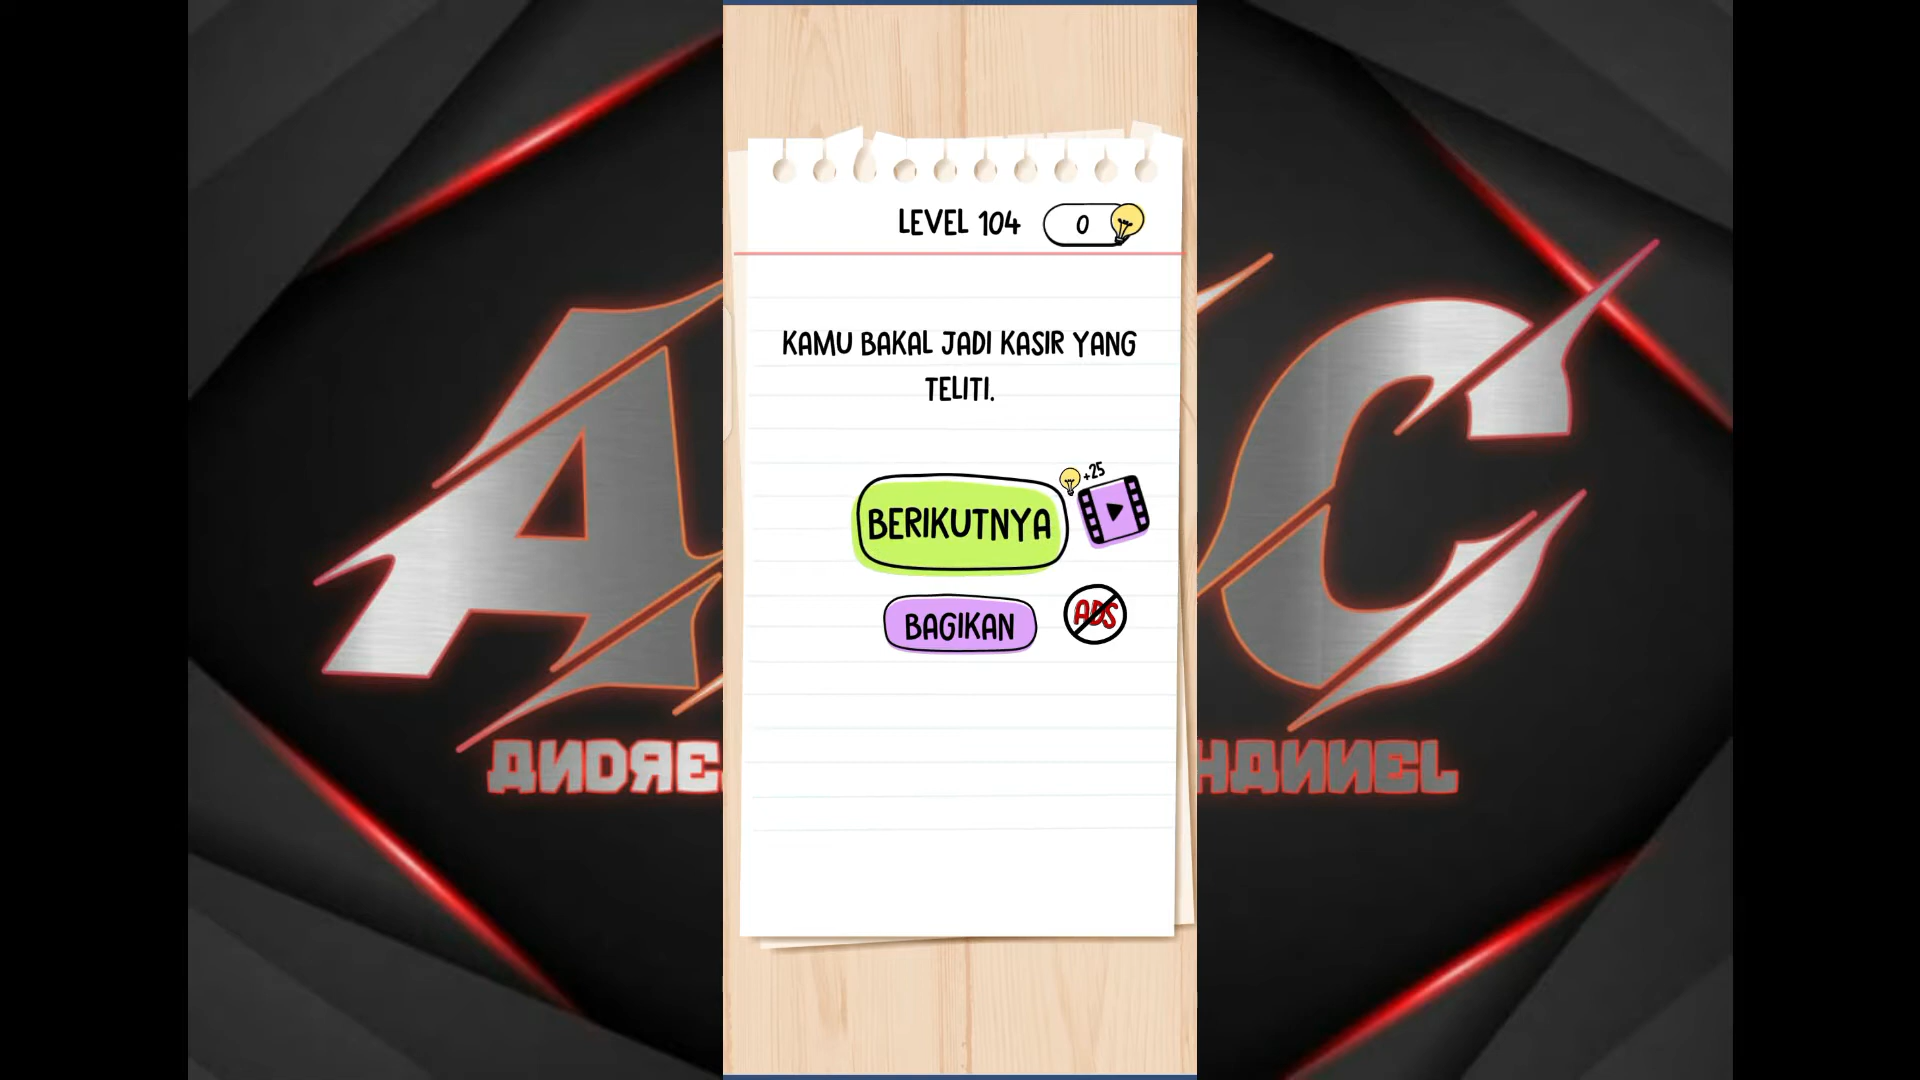 LEVEL 104
0
KAMU BAKAL JADI KASIR YANG
TELITI.
+25
BERIKUTNYA
BAGIKAN
ADS